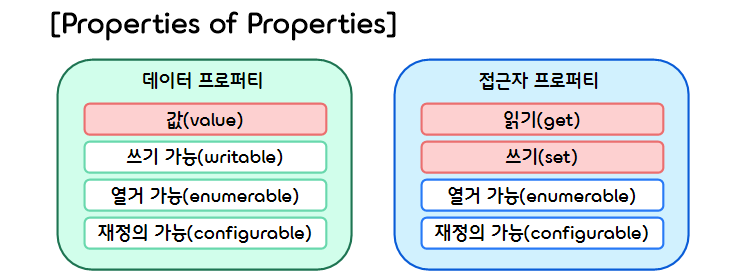 [Properties of Properties]
데이터 프로퍼티
값(value)
쓰기 가능(writable)
열거 가능(enumerable)
재정의 가능(configurable)
접근자 프로퍼티
읽기(get)
쓰기(set)
열거 가능(enumerable)
재정의 가능(configurable)